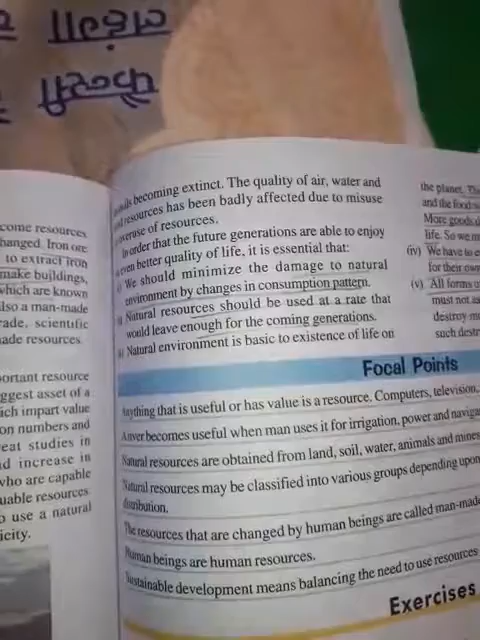 लाडला
फैन्सी
come resources
hanged. Iron ore
to extract iron
make buildings,
which are known
lso a man-made
rade, scientific
ade resources.
portant resource
ggest asset of a
ich impart value
on numbers and
eat studies in
nd increase in
who are capable
uable resources.
o use a natural
icity.
becoming extinct. The quality of air, water and
resources has been badly affected due to misuse
overuse of resources.
in order that the future generations are able to enjoy
even better quality of life, it is essential that:
We should minimize the damage to natural
environment by changes in consumption pattern.
Natural resources should be used at a rate that
would leave enough for the coming generations.
Natural environment is basic to existence of life on
the planet.
and the food
More goods
life. So we
(iv) We have to
for their own
(v) All forms
must not
destroy
such
Focal Points
Anything that is useful or has value is a resource. Computers, television,
A river becomes useful when man uses it for irrigation, power and naviga
Natural resources are obtained from land, soil, water, animals and mines
Natural resources may be classified into various groups depending upon
The resources that are changed by human beings are called man-made
Human beings are human resources.
Sustainable development means balancing the need to use resources
Exercises